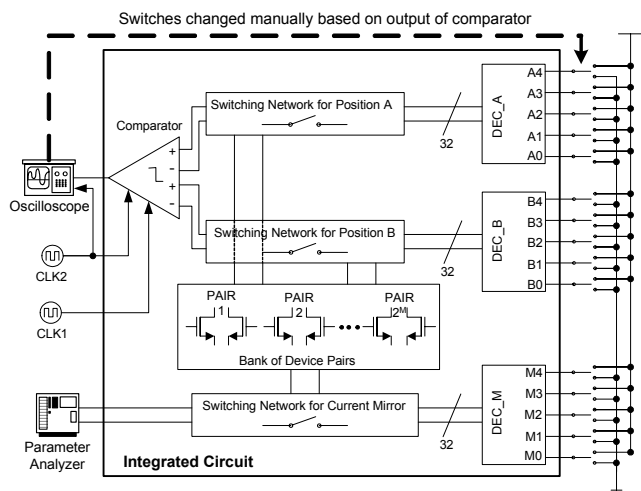 Switches changed manually based on output of comparator
Switching Network for Position A
32
DEC_A
A4
A3
A2
A1
A0
Comparator
+
-
+
-
Oscilloscope
CLK2
CLK1
Switching Network for Position B
32
DEC_B
B4
B3
B2
B1
B0
PAIR
1
PAIR
2
PAIR
2M
Bank of Device Pairs
Switching Network for Current Mirror
32
DEC_M
M4
M3
M2
M1
M0
Parameter
Analyzer
Integrated Circuit